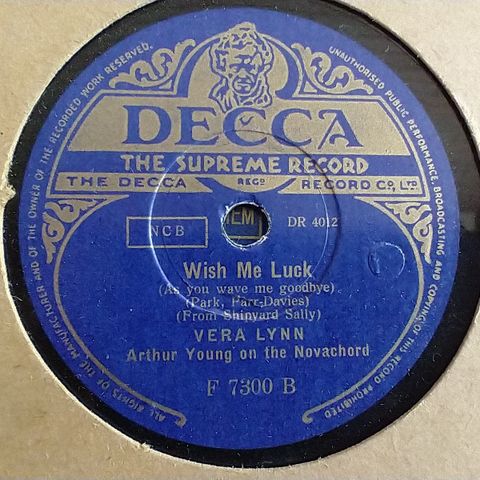 ALL RIGHTS OF THE MANUFACTURER AND OF THE OWNER OF THE RECORDED WORK RESERVED.
UNAUTHORISED PUBLIC PERFORMANCE, BROADCASTING AND COPYING OF THIS RECORD PROHIBITED
DECCA
THE SUPREME RECORD
THE DECCA REGD RECORD CO, LTD
NCB EM DR 4012
Wish Me Luck
(As you wave me goodbye)
(Park, Parr-Davies)
(From Shipyard Sally)
VERA LYNN
Arthur Young on the Novachord
F 7300 B